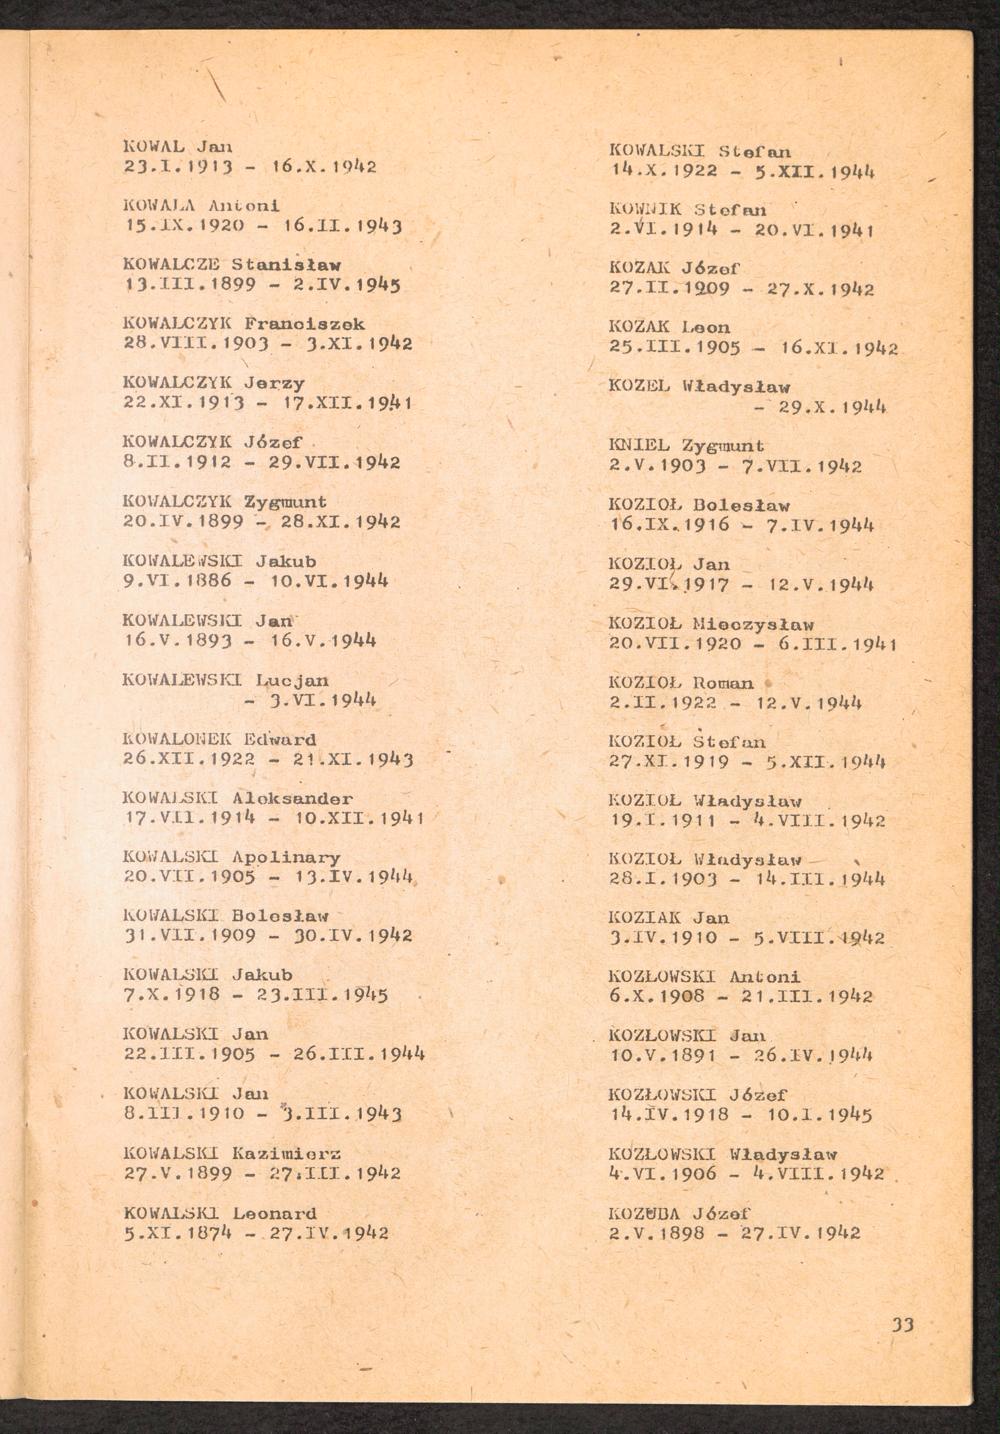 KOWAL Jan
23.I.1913 - 16.X.1942
KOWALA Antoni
15.IX.1920 - 16.II.1943
KOWALCZE Stanisław
13.III.1899 - 2.IV.1945
KOWALCZYK Franciszek
28.VIII.1903 - 3.XI.1942
KOWALCZYK Jerzy
22.XI.1913 - 17.XII.1941
KOWALCZYK Józef
8.II.1912 - 29.VII.1942
KOWALCZYK Zygmunt
20.IV.1899 - 28.XI.1942
KOWALEWSKI Jakub
9.VI.1886 - 10.VI.1944
KOWALEWSKI Jan
16.V.1893 - 16.V.1944
KOWALEWSKI Lucjan
- 3.VI.1944
KOWALONEK Edward
26.XII.1922 - 21.XI.1943
KOWALSKI Aleksander
17.VII.1914 - 10.XII.1941
KOWALSKI Apolinary
20.VII.1905 - 13.IV.1944
KOWALSKI Bolesław
31.VII.1909 - 30.IV.1942
KOWALSKI Jakub
7.X.1918 - 23.III.1945
KOWALSKI Jan
22.III.1905 - 26.III.1944
KOWALSKI Jan
8.III.1910 - 3.III.1943
KOWALSKI Kazimierz
27.V.1899 - 27.III.1942
KOWALSKI Leonard
5.XI.1874 - 27.IV.1942
KOWALSKI Stefan
14.X.1922 - 5.XII.1944
KOWNIK Stefan
2.VI.1914 - 20.VI.1941
KOZAK Józef
27.II.1909 - 27.X.1942
KOZAK Leon
25.III.1905 - 16.XI.1942
KOZEL Władysław
- 29.X.1944
KNIEL Zygmunt
2.V.1903 - 7.VII.1942
KOZIOŁ Bolesław
16.IX.1916 - 7.IV.1944
KOZIOŁ Jan
29.VI.1917 - 12.V.1944
KOZIOŁ Mieczysław
20.VII.1920 - 6.III.1941
KOZIOŁ Roman
2.II.1922 - 12.V.1944
KOZIOŁ Stefan
27.XI.1919 - 5.XII.1944
KOZIOŁ Władysław
19.I.1911 - 4.VIII.1942
KOZIOŁ Władysław
28.I.1903 - 14.III.1944
KOZIAK Jan
3.IV.1910 - 5.VIII.1942
KOZŁOWSKI Antoni
6.X.1908 - 21.III.1942
KOZŁOWSKI Jan
10.V.1891 - 26.IV.1944
KOZŁOWSKI Józef
14.IV.1918 - 10.I.1945
KOZŁOWSKI Władysław
4.VI.1906 - 4.VIII.1942
KOZUBA Józef
2.V.1898 - 27.IV.1942
33